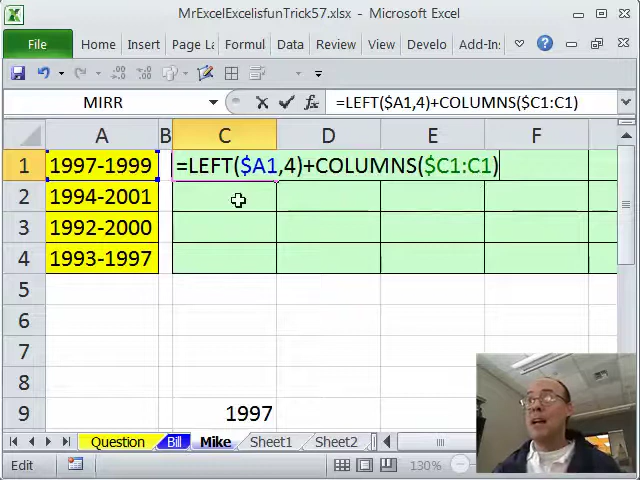 MrExcelExcelisfunTrick57.xlsx - Microsoft Excel
File Home Insert Page La Formul Data Review View Develo Add-In:
MIRR =LEFT($A1,4)+COLUMNS($C1:C1)
A B C D E F
1 1997-1999 =LEFT($A1,4)+COLUMNS($C1:C1)
2 1994-2001
3 1992-2000
4 1993-1997
5
6
7
8
9 1997
Question Bill Mike Sheet1 Sheet2
Edit 130%